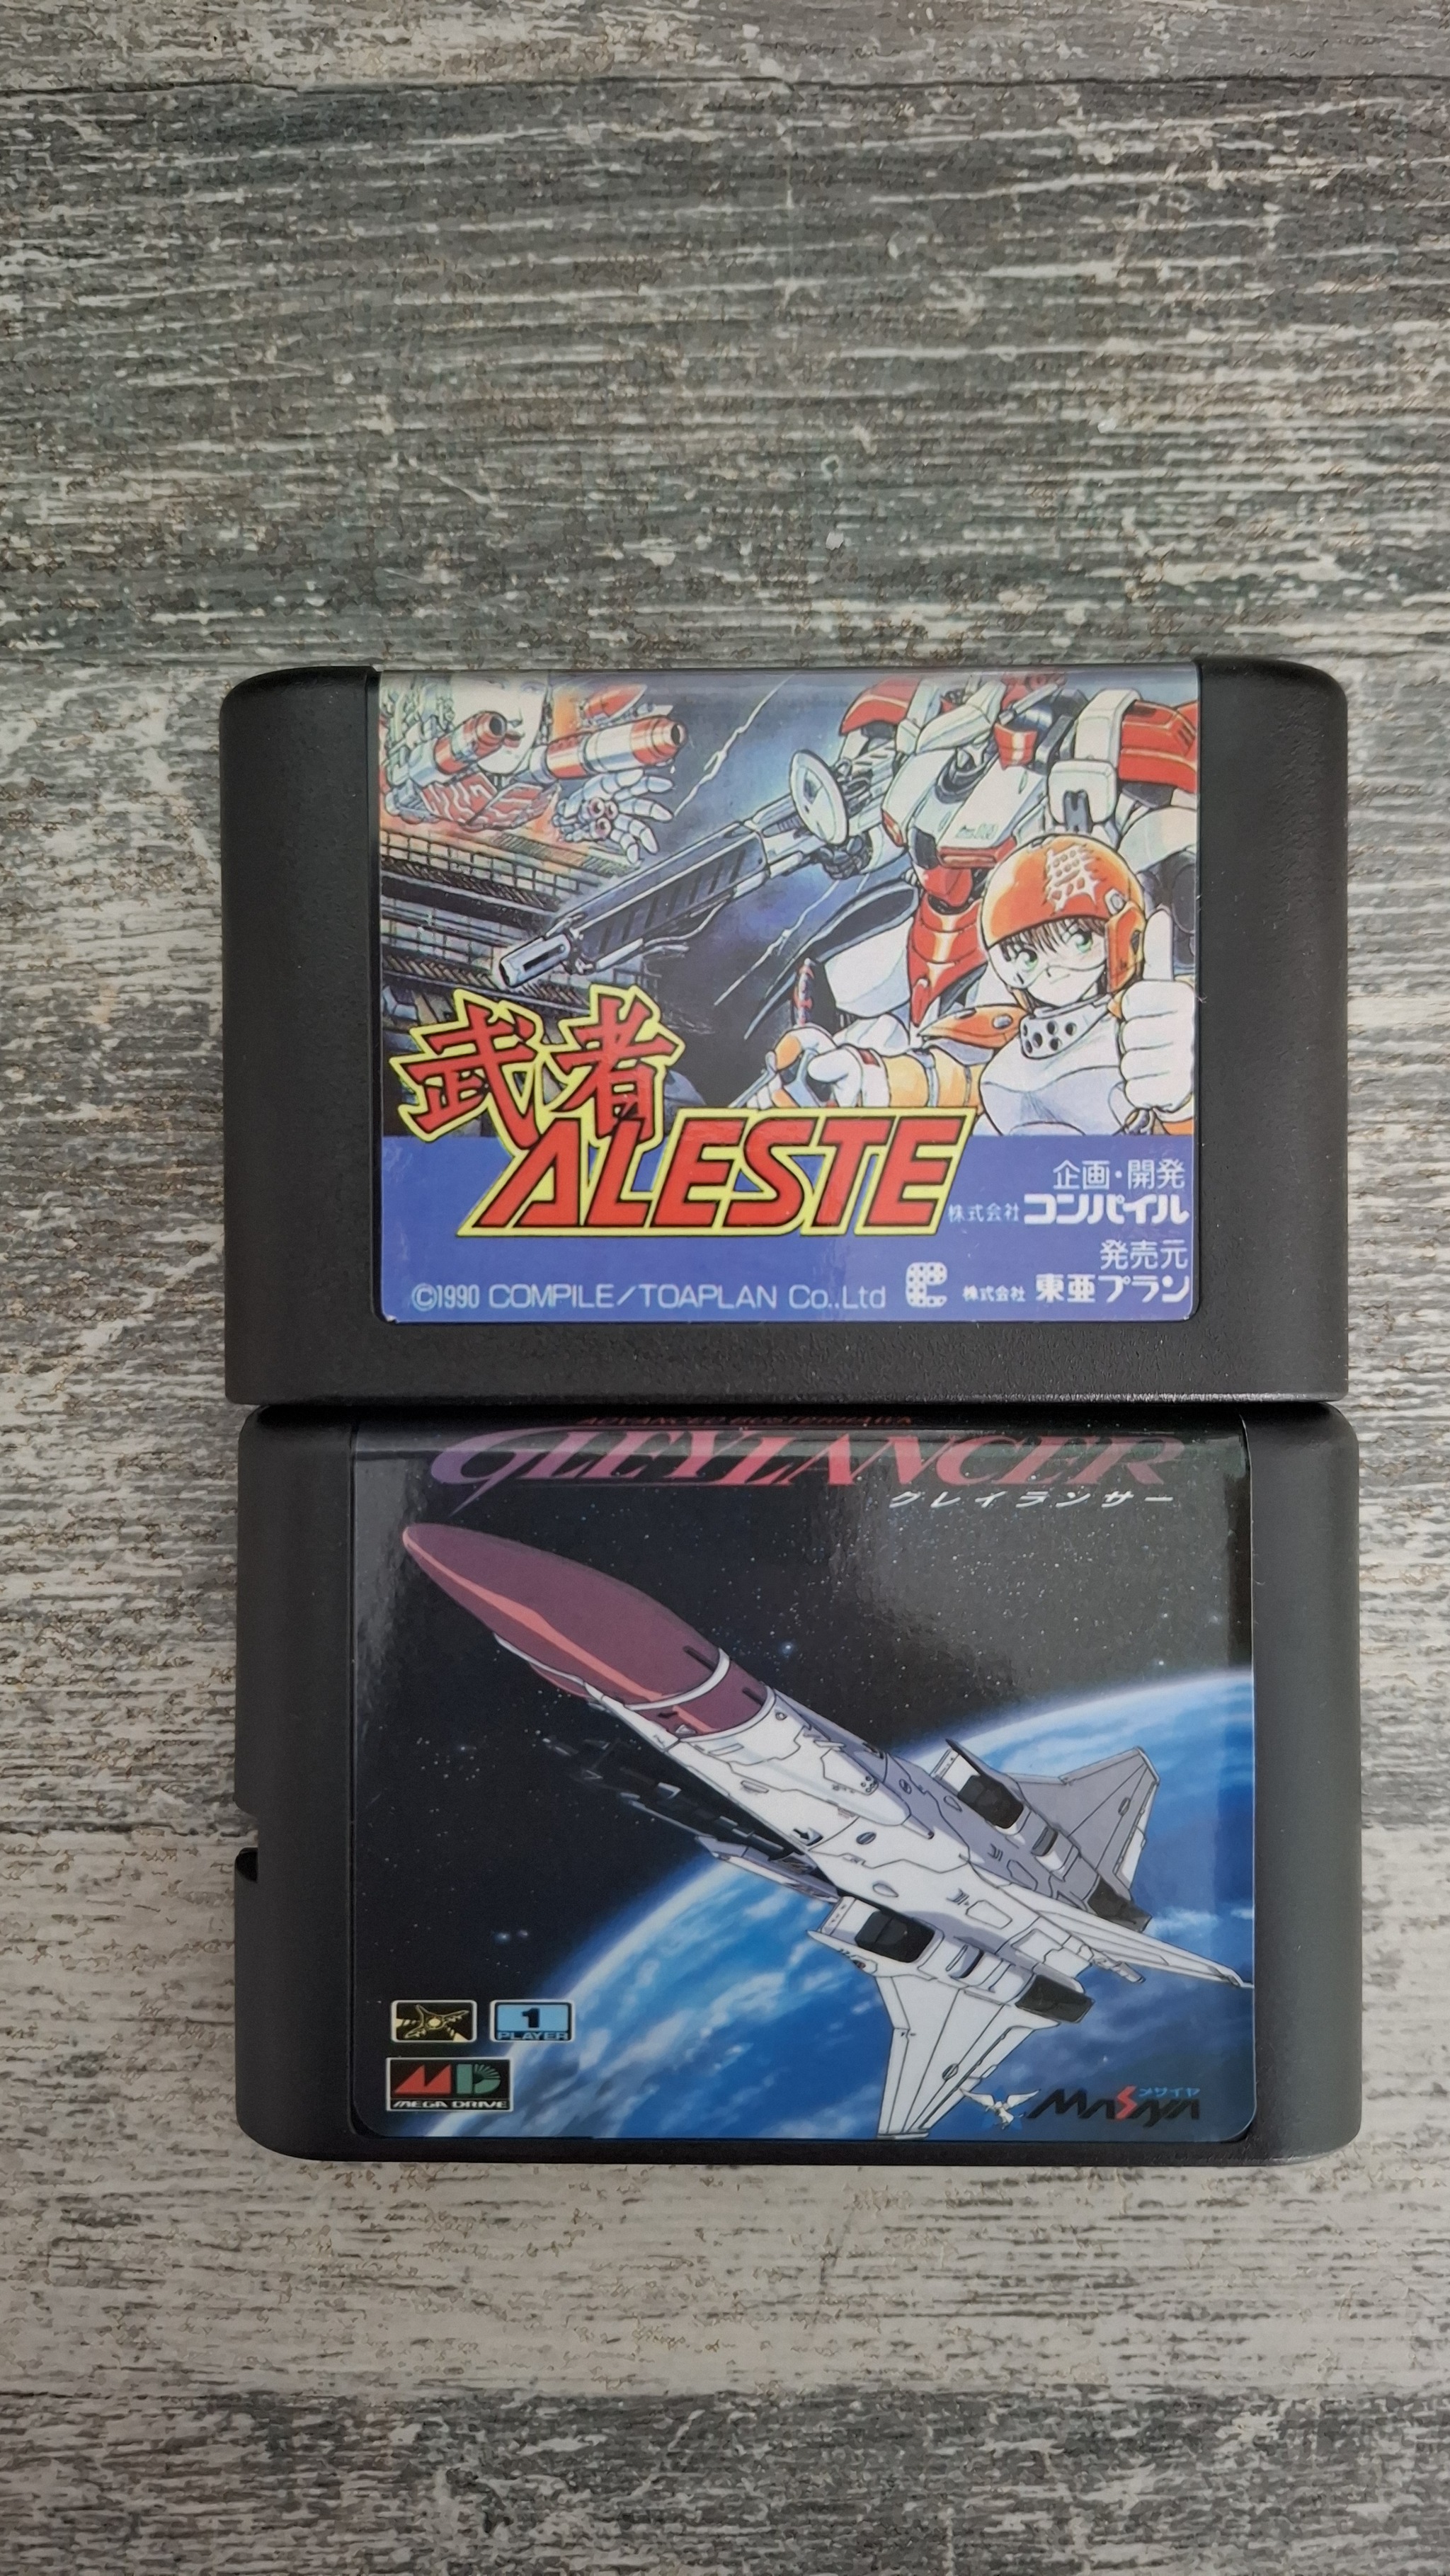 武者
ALESTE
企画・開発
株式会社 コンパイル
発売元
©1990 COMPILE/TOAPLAN Co.,Ltd
株式会社 東亜プラン
GLEYLANCER
グレイランサー
1
PLAYER
MD
MEGA DRIVE
メサイヤ
MASAYA